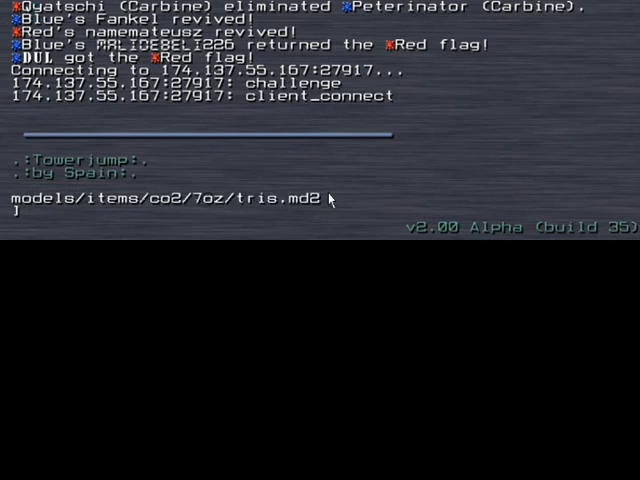 *Qyatschi (Carbine) eliminated *Peterinator (Carbine).
*Blue's Fankel revived!
*Red's namemateusz revived!
*Blue's MALIDEBELI226 returned the *Red flag!
*DUL got the *Red flag!
Connecting to 174.137.55.167:27917...
174.137.55.167:27917: challenge
174.137.55.167:27917: client_connect
.:Towerjump:.
.:by Spain:.
models/items/co2/7oz/tris.md2
]
v2.00 Alpha (build 35)